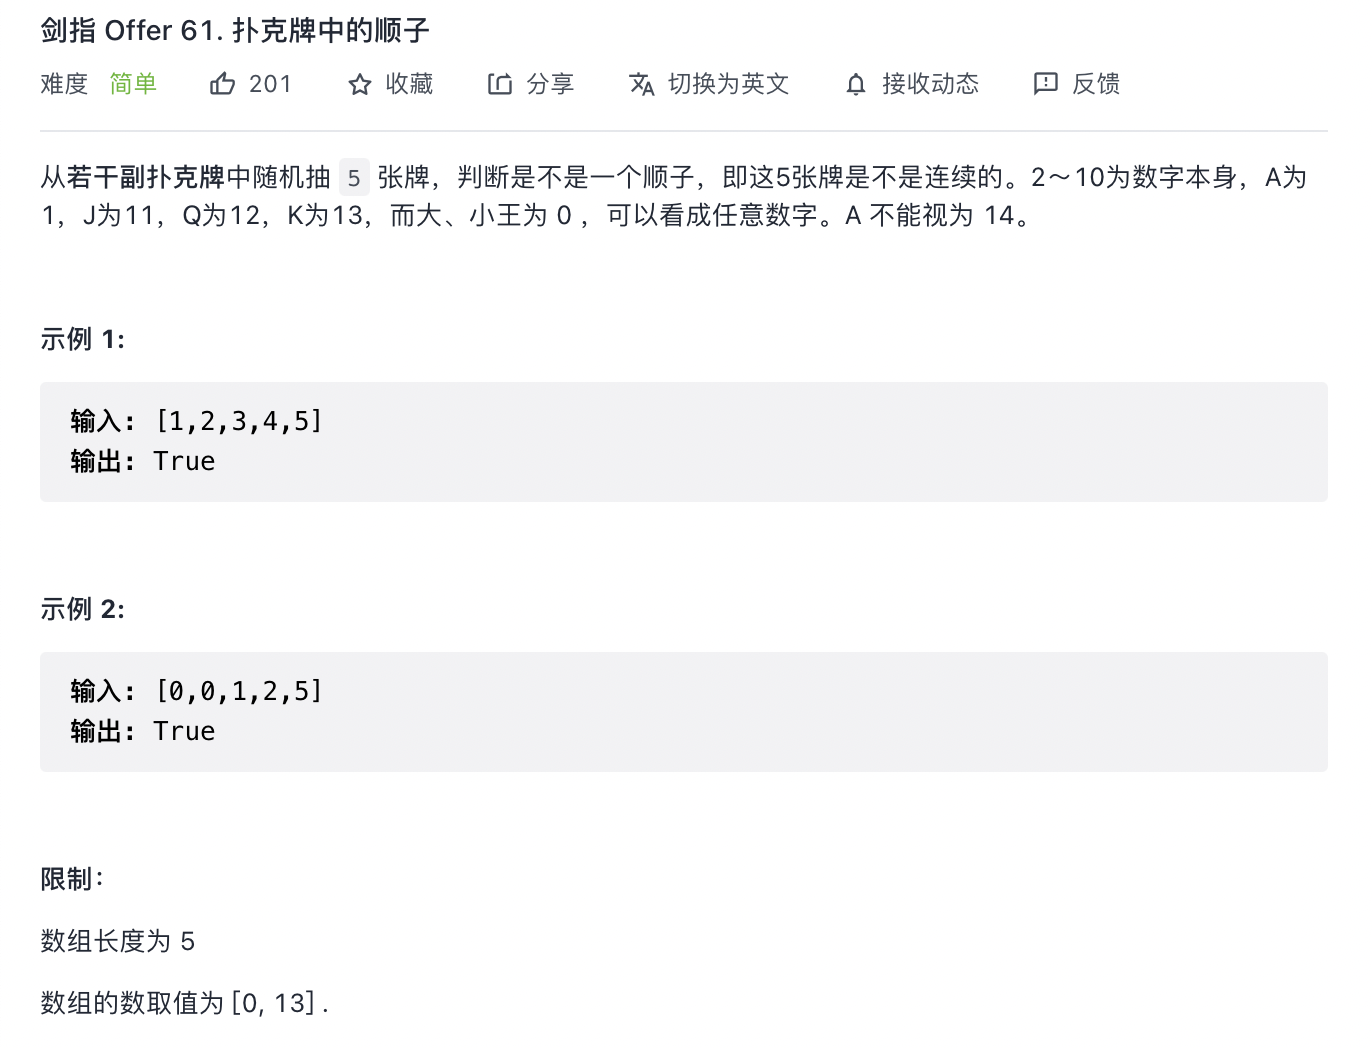 剑指 Offer 61. 扑克牌中的顺子
难度 简单 201 收藏 分享 切换为英文 接收动态 反馈
从若干副扑克牌中随机抽 5 张牌，判断是不是一个顺子，即这5张牌是不是连续的。2～10为数字本身，A为
1，J为11，Q为12，K为13，而大、小王为 0 ，可以看成任意数字。A 不能视为 14。
示例 1:
输入: [1,2,3,4,5]
输出: True
示例 2:
输入: [0,0,1,2,5]
输出: True
限制：
数组长度为 5
数组的数取值为 [0, 13] .